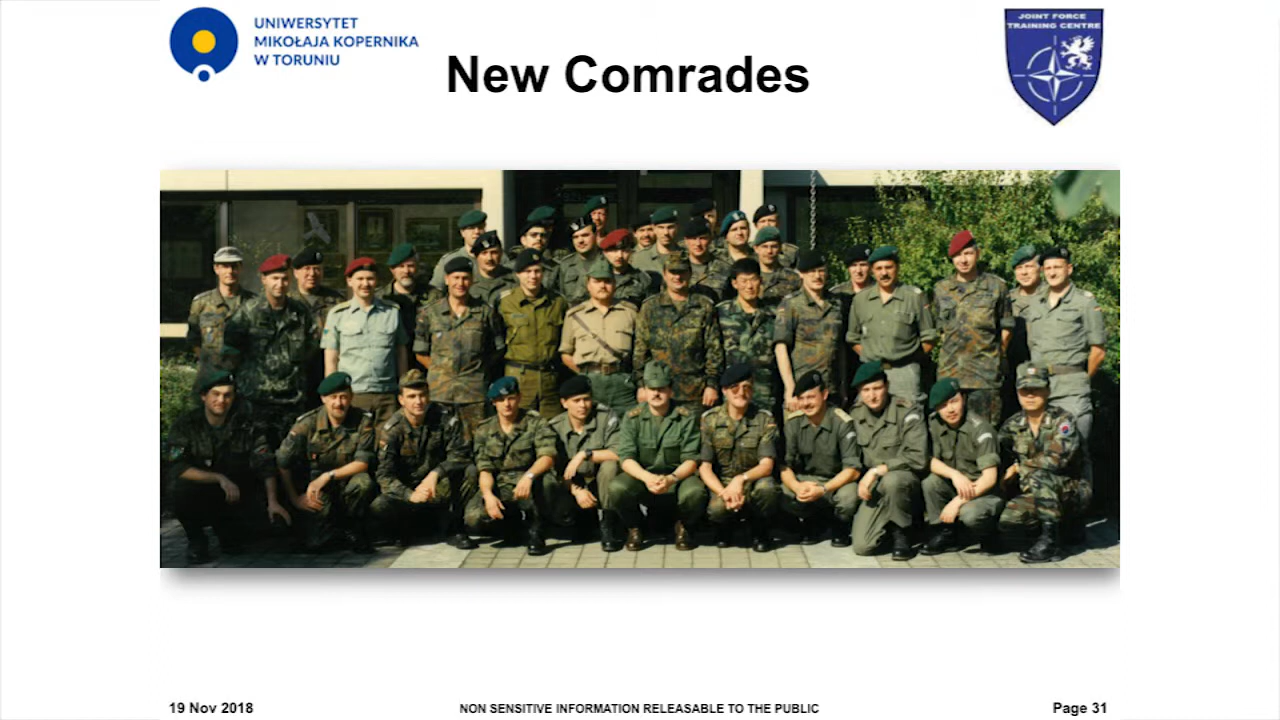 UNIWERSYTET
MIKOŁAJA KOPERNIKA
W TORUNIU
New Comrades
JOINT FORCE
TRAINING CENTRE
19 Nov 2018
NON SENSITIVE INFORMATION RELEASABLE TO THE PUBLIC
Page 31